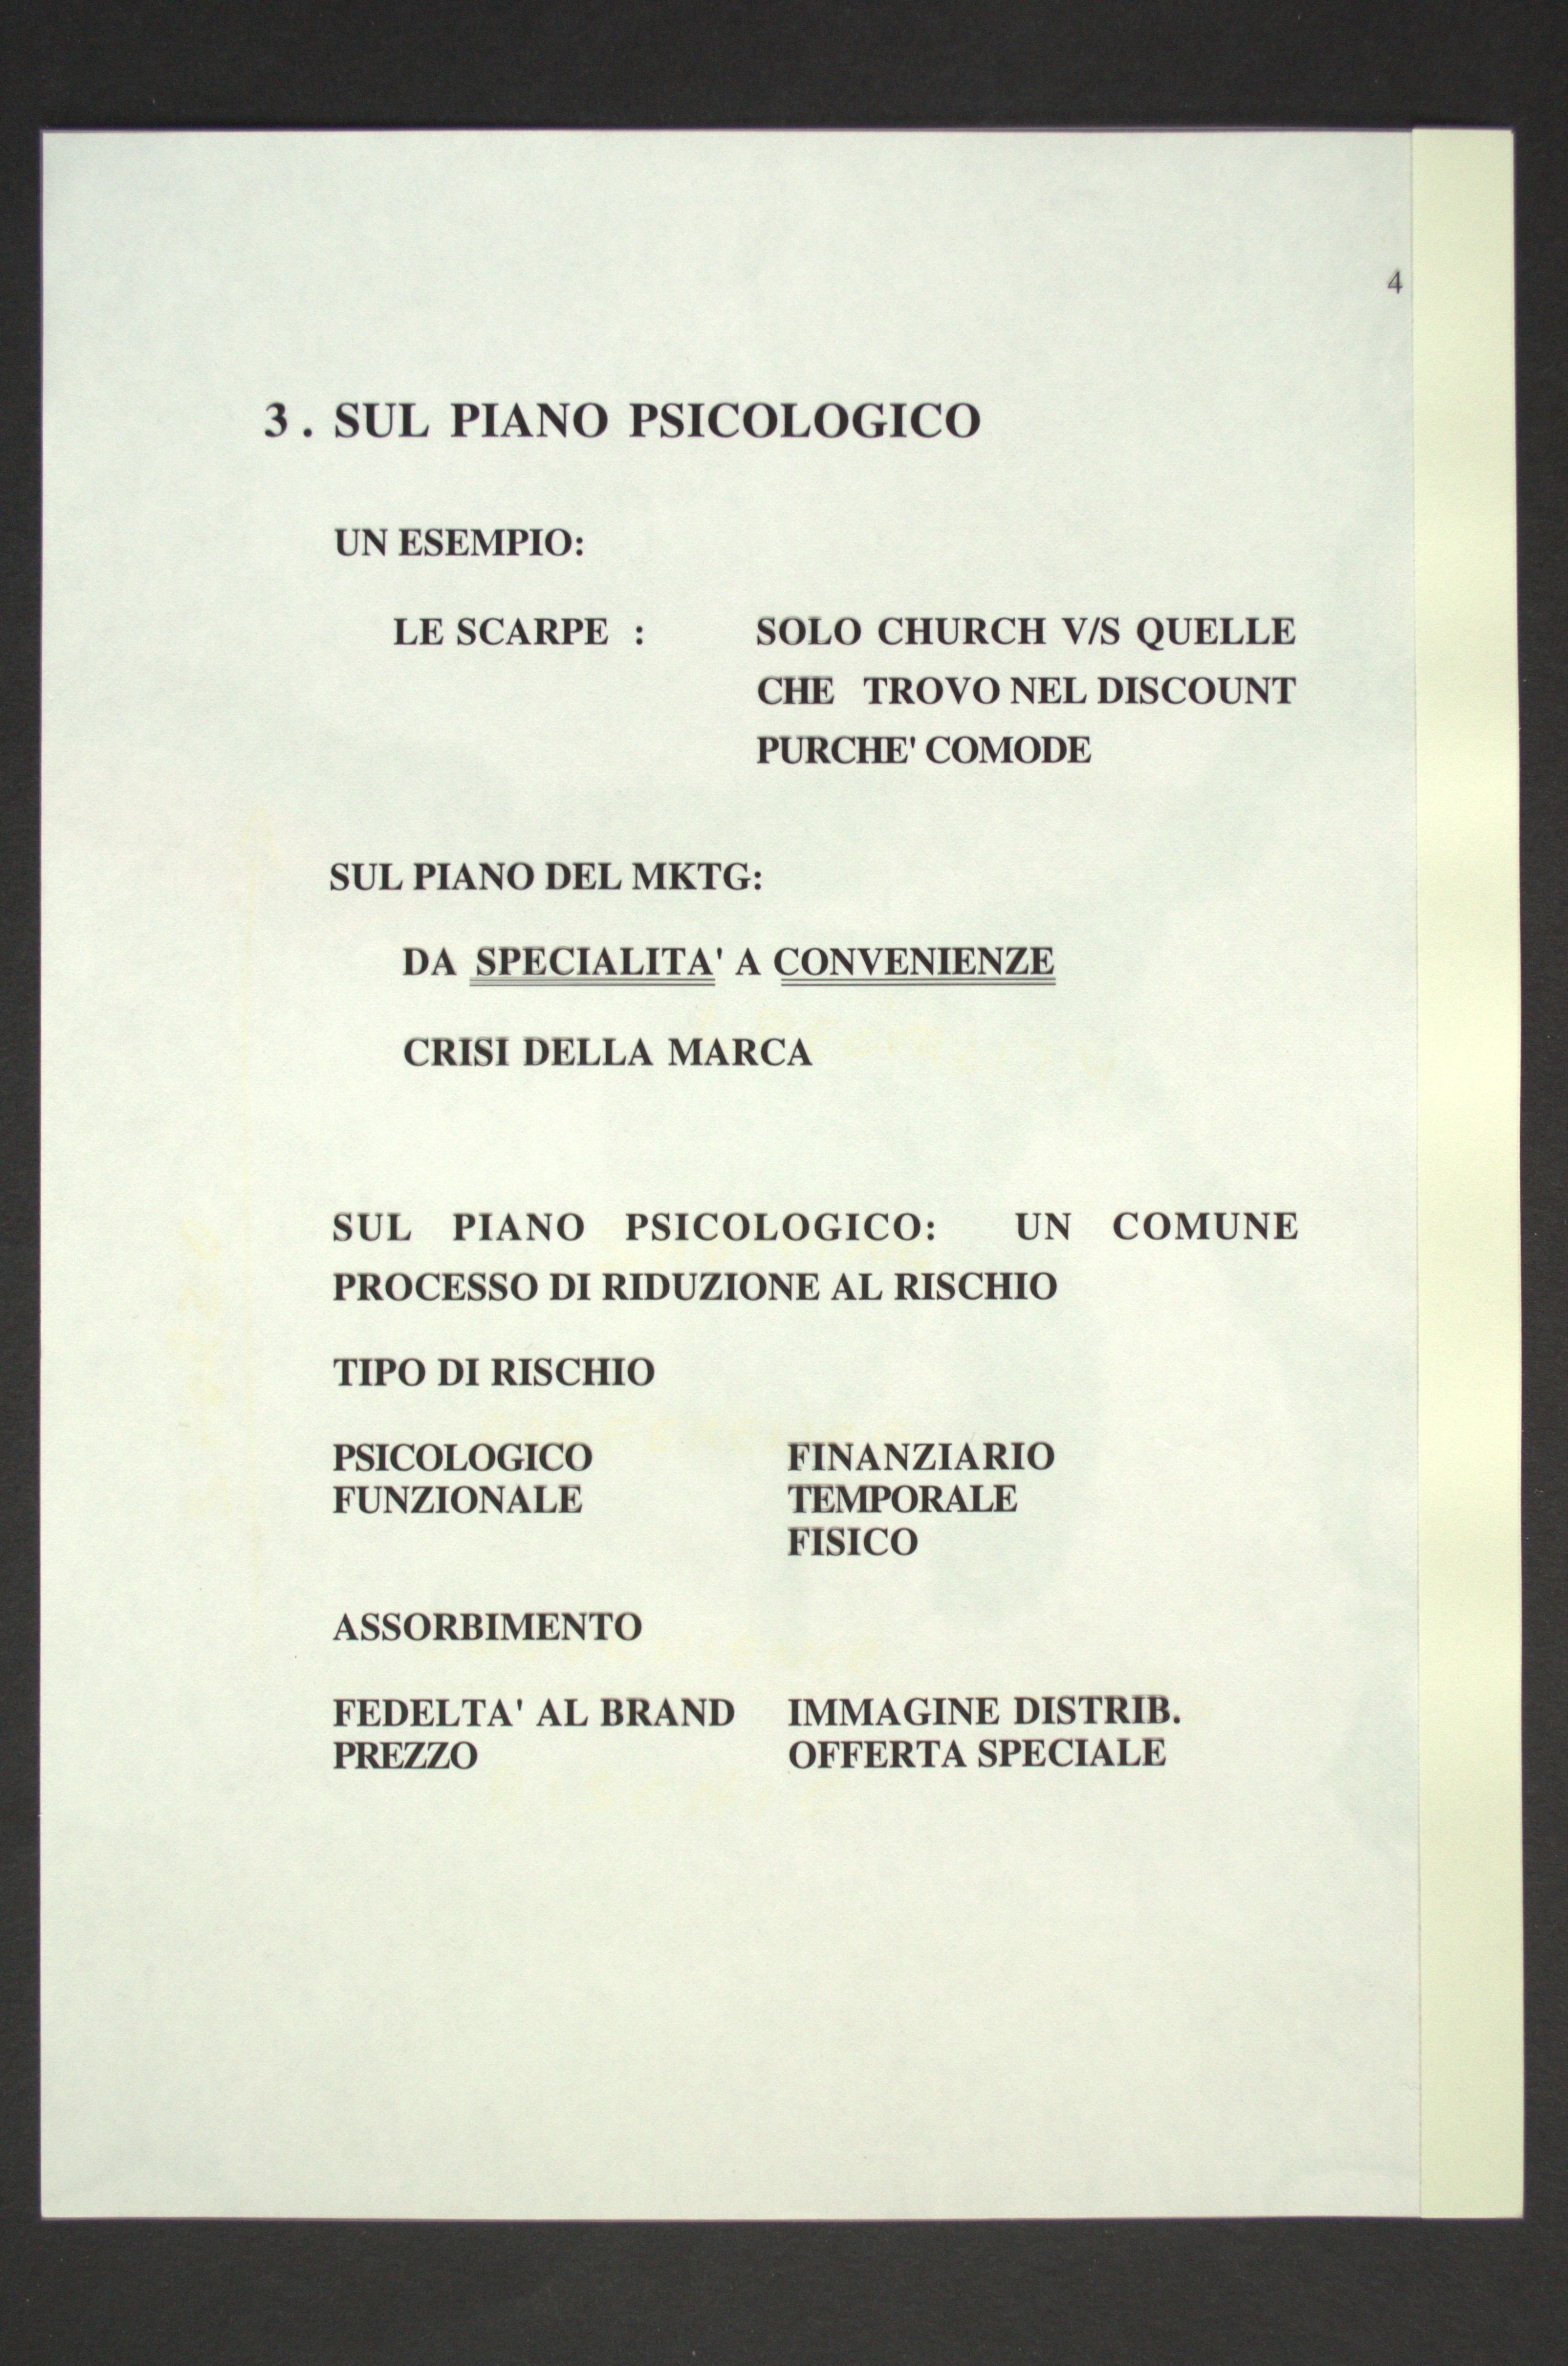 4
3. SUL PIANO PSICOLOGICO
UN ESEMPIO:
LE SCARPE : SOLO CHURCH V/S QUELLE
CHE TROVO NEL DISCOUNT
PURCHE' COMODE
SUL PIANO DEL MKTG:
DA SPECIALITA' A CONVENIENZE
CRISI DELLA MARCA
SUL PIANO PSICOLOGICO: UN COMUNE
PROCESSO DI RIDUZIONE AL RISCHIO
TIPO DI RISCHIO
PSICOLOGICO FINANZIARIO
FUNZIONALE TEMPORALE
FISICO
ASSORBIMENTO
FEDELTA' AL BRAND IMMAGINE DISTRIB.
PREZZO OFFERTA SPECIALE